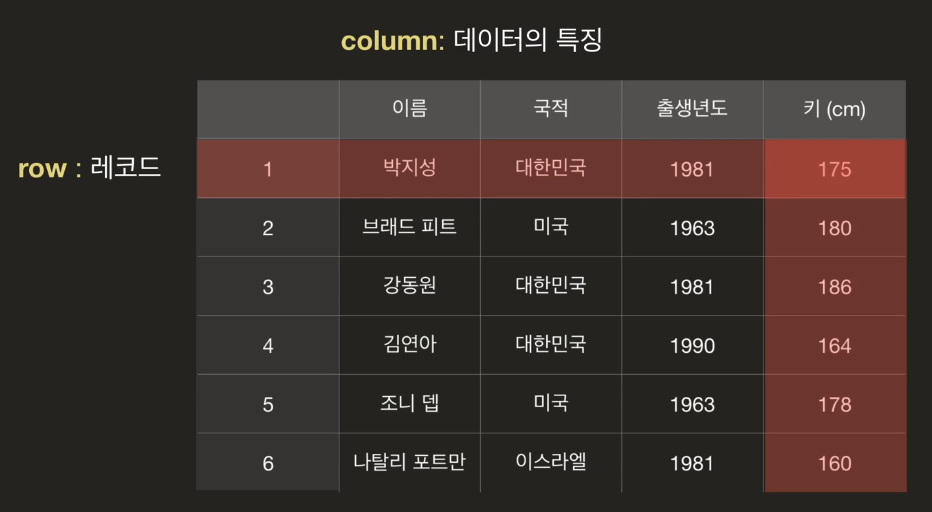 column: 데이터의 특징
이름 국적 출생년도 키 (cm)
row : 레코드
1 박지성 대한민국 1981 175
2 브래드 피트 미국 1963 180
3 강동원 대한민국 1981 186
4 김연아 대한민국 1990 164
5 조니 뎁 미국 1963 178
6 나탈리 포트만 이스라엘 1981 160